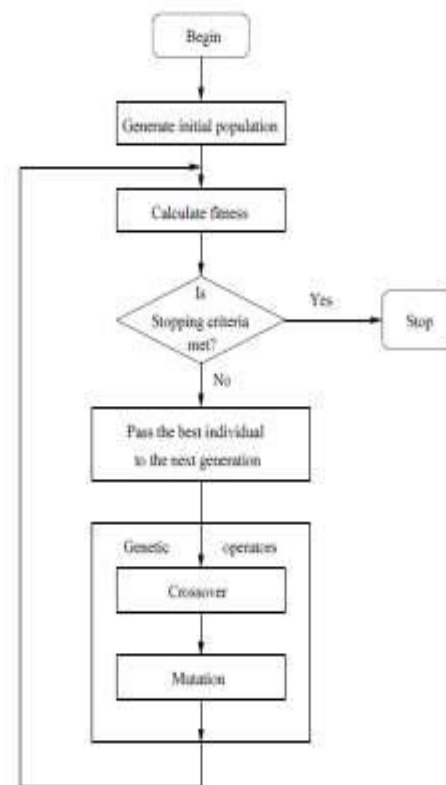 Begin
Generate initial population
Calculate fitness
Is
Stopping criteria
met?
Yes
Stop
No
Pass the best individual
to the next generation
Genetic operators
Crossover
Mutation